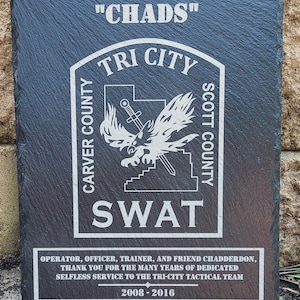 "CHADS"
TRI CITY
CARVER COUNTY
SCOTT COUNTY
SWAT
OPERATOR, OFFICER, TRAINER, AND FRIEND CHADDERDON,
THANK YOU FOR THE MANY YEARS OF DEDICATED
SELFLESS SERVICE TO THE TRI-CITY TACTICAL TEAM
2008 - 2016